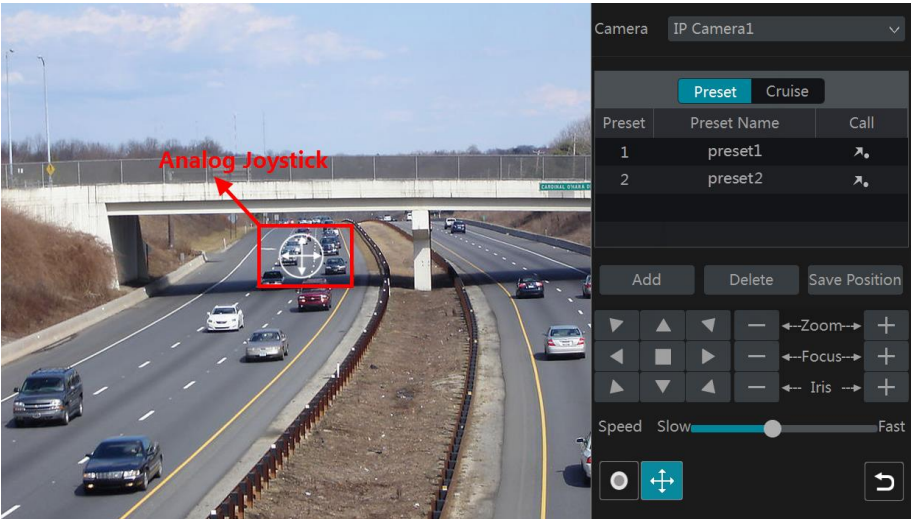 Camera IP Camera1
Preset Cruise
Preset Preset Name Call
1 preset1
2 preset2
Add Delete Save Position
Zoom
Focus
Iris
Speed Slow Fast
Analog Joystick
CARDINAL O'HARA